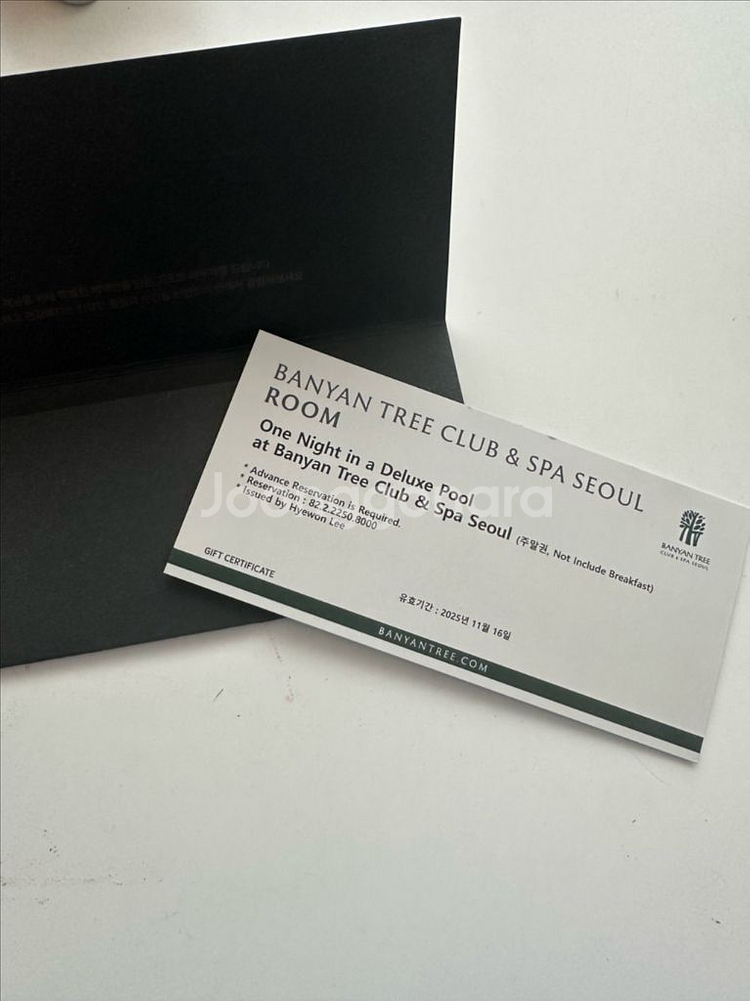 BANYAN TREE CLUB & SPA SEOUL
ROOM
One Night in a Deluxe Pool
at Banyan Tree Club & Spa Seoul (주말권, Not Include Breakfast)
* Advance Reservation is Required.
* Reservation : 82.2.2250.8000
* Issued by Hyewon Lee
BANYAN TREE
CLUB & SPA SEOUL
GIFT CERTIFICATE
유효기간 : 2025년 11월 16일
BANYANTREE.COM
Joonggonara